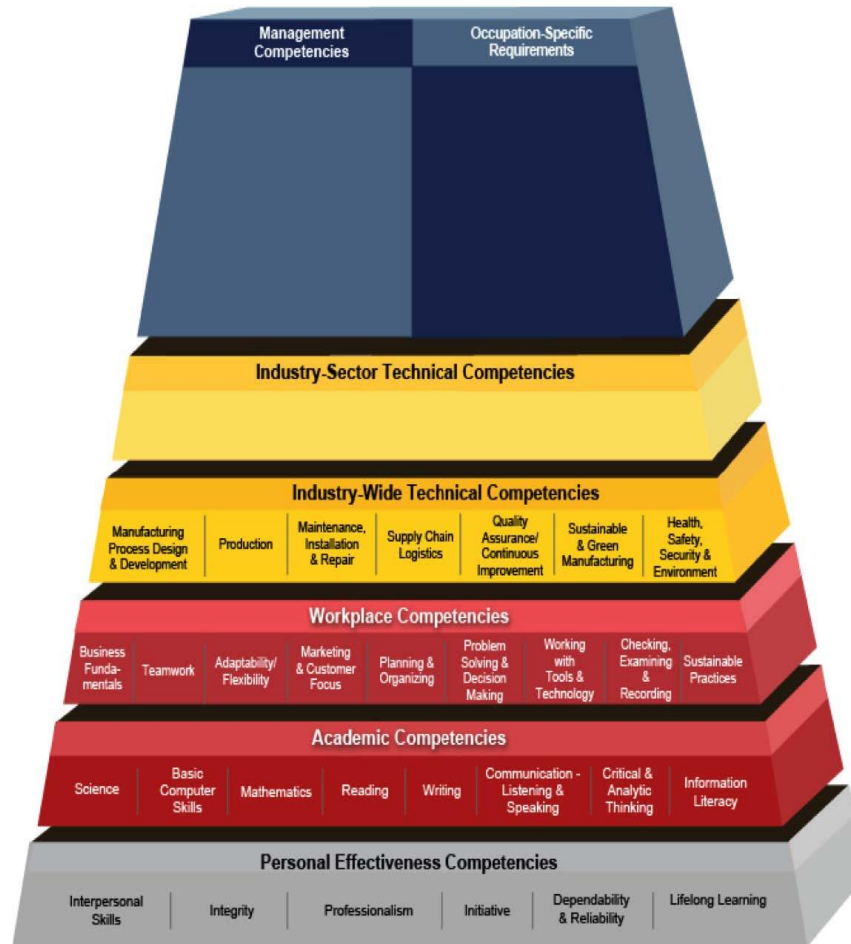 Management
Competencies
Occupation-Specific
Requirements
Industry-Sector Technical Competencies
Industry-Wide Technical Competencies
Manufacturing
Process Design
& Development
Production
Maintenance,
Installation
& Repair
Supply Chain
Logistics
Quality
Assurance/
Continuous
Improvement
Sustainable
& Green
Manufacturing
Health,
Safety,
Security &
Environment
Workplace Competencies
Business
Funda-
mentals
Teamwork
Adaptability/
Flexibility
Marketing
& Customer
Focus
Planning &
Organizing
Problem
Solving &
Decision
Making
Working
with
Tools &
Technology
Checking,
Examining
&
Recording
Sustainable
Practices
Academic Competencies
Science
Basic
Computer
Skills
Mathematics
Reading
Writing
Communication -
Listening &
Speaking
Critical &
Analytic
Thinking
Information
Literacy
Personal Effectiveness Competencies
Interpersonal
Skills
Integrity
Professionalism
Initiative
Dependability
& Reliability
Lifelong Learning